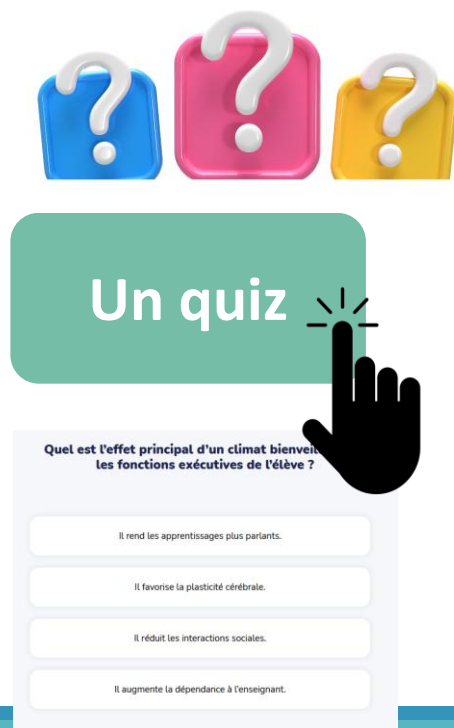 ? ? ?
Un quiz
Quel est l'effet principal d'un climat bienveil
les fonctions exécutives de l'élève ?
Il rend les apprentissages plus parlants.
Il favorise la plasticité cérébrale.
Il réduit les interactions sociales.
Il augmente la dépendance à l'enseignant.